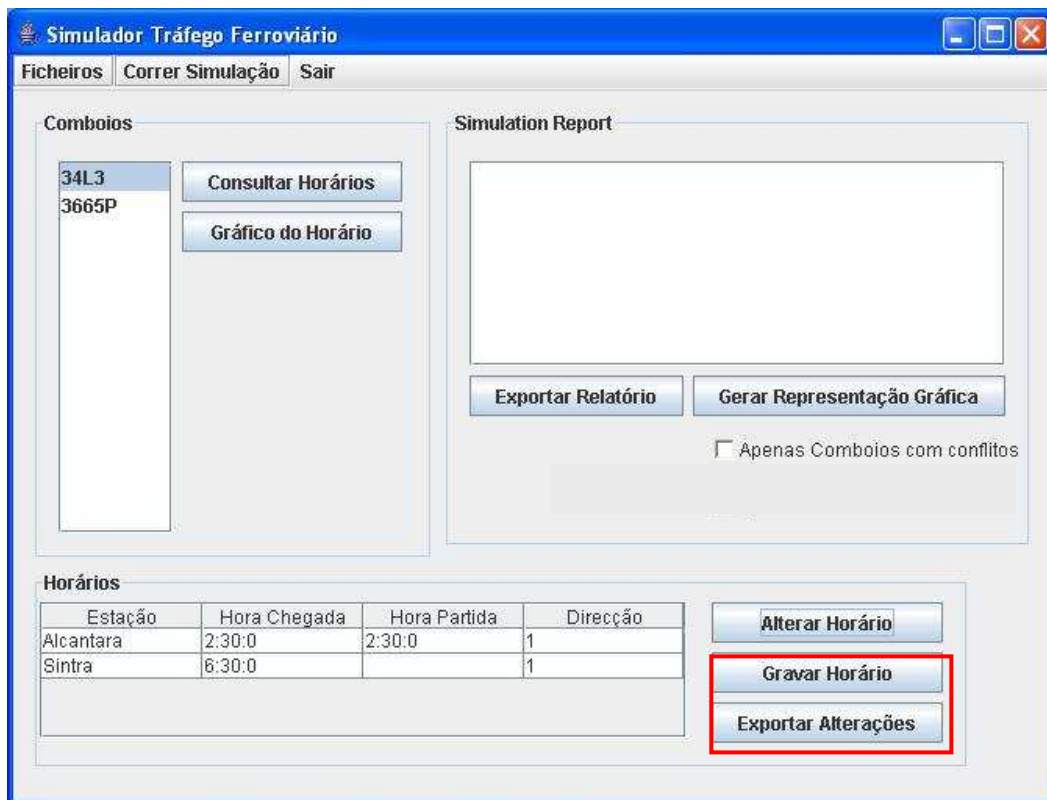 Simulador Tráfego Ferroviário
Ficheiros Correr Simulação Sair
Comboios
34L3
3665P
Consultar Horários
Gráfico do Horário
Simulation Report
Exportar Relatório
Gerar Representação Gráfica
Apenas Comboios com conflitos
Horários
Estação Hora Chegada Hora Partida Direcção
Alcantara 2:30:0 2:30:0 1
Sintra 6:30:0 1
Alterar Horário
Gravar Horário
Exportar Alterações